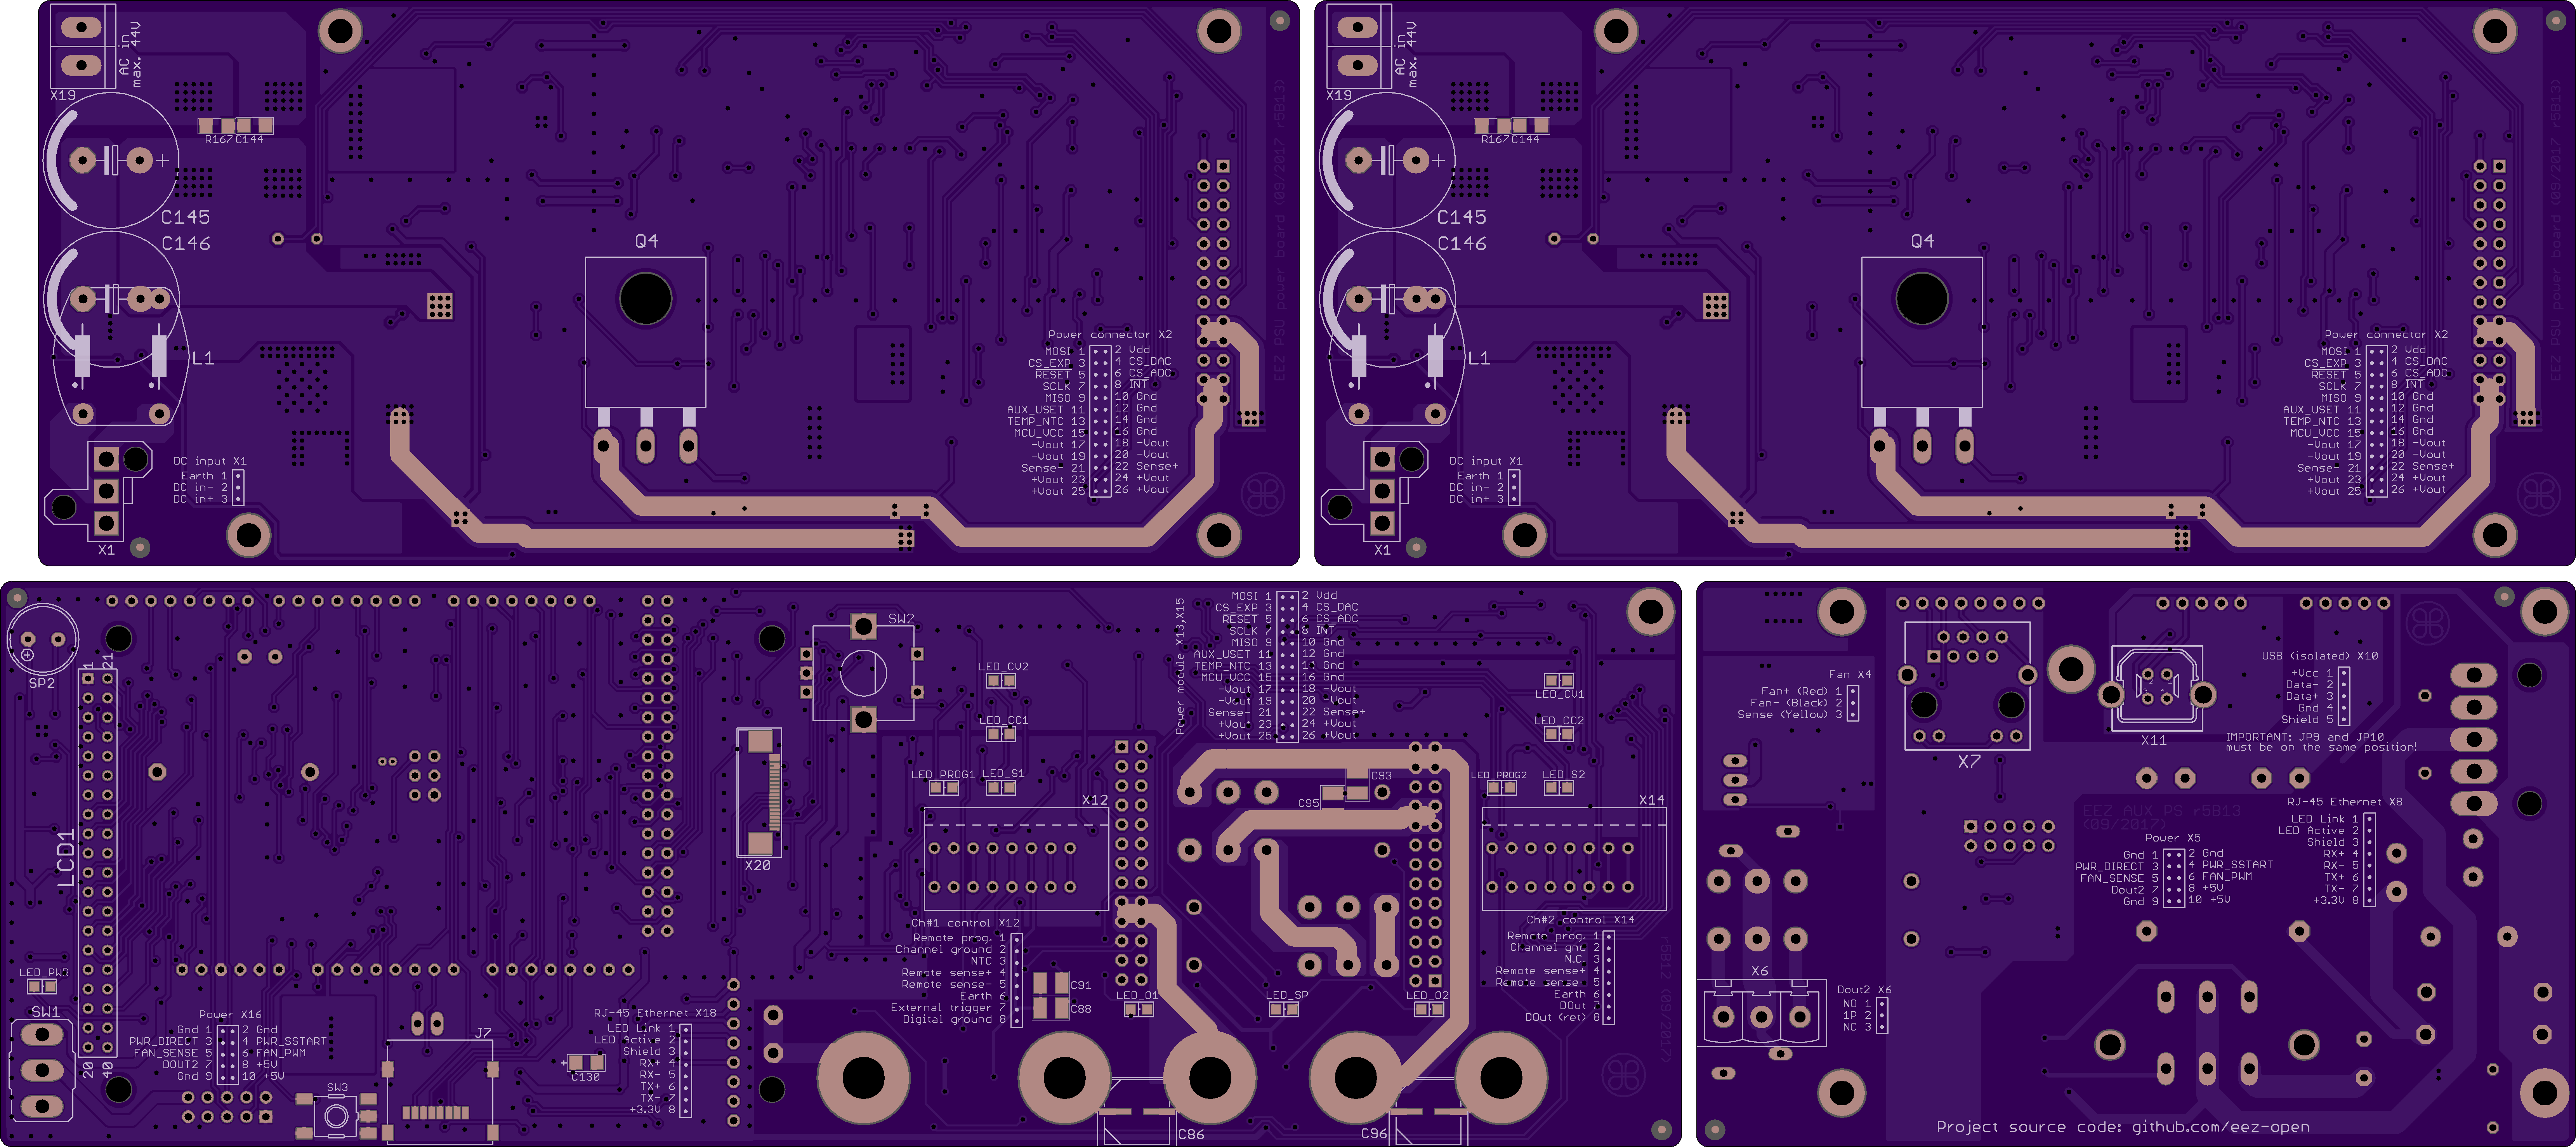 AC in
max. 44V
X19
R167 C144
C145
C146
Q4
L1
Power connector X2
MOSI 1 2 Vdd
CS_EXP 3 4 CS_DAC
RESET 5 6 CS_ADC
SCLK 7 8 INT
MISO 9 10 Gnd
AUX_USET 11 12 Gnd
TEMP_NTC 13 14 Gnd
MCU_VCC 15 16 Gnd
-Vout 17 18 -Vout
-Vout 19 20 -Vout
Sense- 21 22 Sense+
+Vout 23 24 +Vout
+Vout 25 26 +Vout
DC input X1
Earth 1
DC in- 2
DC in+ 3
X1
EEZ PSU power board (09/2017 r5B13)
AC in
max. 44V
X19
R167 C144
C145
C146
Q4
L1
Power connector X2
MOSI 1 2 Vdd
CS_EXP 3 4 CS_DAC
RESET 5 6 CS_ADC
SCLK 7 8 INT
MISO 9 10 Gnd
AUX_USET 11 12 Gnd
TEMP_NTC 13 14 Gnd
MCU_VCC 15 16 Gnd
-Vout 17 18 -Vout
-Vout 19 20 -Vout
Sense- 21 22 Sense+
+Vout 23 24 +Vout
+Vout 25 26 +Vout
DC input X1
Earth 1
DC in- 2
DC in+ 3
X1
EEZ PSU power board (09/2017 r5B13)
SP2
1 21
LCD1
20 40
LED_PWR
SW1
Power X16
Gnd 1 2 Gnd
PWR_DIRECT 3 4 PWR_SSTART
FAN_SENSE 5 6 FAN_PWM
DOUT2 7 8 +5V
Gnd 9 10 +5V
SW3
J7
C130
RJ-45 Ethernet X18
LED Link 1
LED Active 2
Shield 3
RX+ 4
RX- 5
TX+ 6
TX- 7
+3.3V 8
SW2
X20
LED_CV2
LED_CC1
LED_PROG1 LED_S1
X12
Ch#1 control X12
Remote prog. 1
Channel ground 2
NTC 3
Remote sense+ 4
Remote sense- 5
Earth 6
External trigger 7
Digital ground 8
C91
C88
Power module X13,X15
MOSI 1 2 Vdd
CS_EXP 3 4 CS_DAC
RESET 5 6 CS_ADC
SCLK 7 8 INT
MISO 9 10 Gnd
AUX_USET 11 12 Gnd
TEMP_NTC 13 14 Gnd
MCU_VCC 15 16 Gnd
-Vout 17 18 -Vout
-Vout 19 20 -Vout
Sense- 21 22 Sense+
+Vout 23 24 +Vout
+Vout 25 26 +Vout
C93
C95
LED_O1
LED_SP
LED_O2
C86
C96
LED_CV1
LED_CC2
LED_PROG2 LED_S2
X14
Ch#2 control X14
Remote prog. 1
Channel gnd 2
N.C. 3
Remote sense+ 4
Remote sense- 5
Earth 6
DOut 7
DOut (ret) 8
r5B12 (09/2017)
Fan X4
Fan+ (Red) 1
Fan- (Black) 2
Sense (Yellow) 3
X7
X11
USB (isolated) X10
+Vcc 1
Data- 2
Data+ 3
Gnd 4
Shield 5
IMPORTANT: JP9 and JP10
must be on the same position!
EEZ AUX PS r5B13
(09/2017)
Power X5
Gnd 1 2 Gnd
PWR_DIRECT 3 4 PWR_SSTART
FAN_SENSE 5 6 FAN_PWM
Dout2 7 8 +5V
Gnd 9 10 +5V
RJ-45 Ethernet X8
LED Link 1
LED Active 2
Shield 3
RX+ 4
RX- 5
TX+ 6
TX- 7
+3.3V 8
X6
Dout2 X6
NO 1
1P 2
NC 3
Project source code: github.com/eez-open